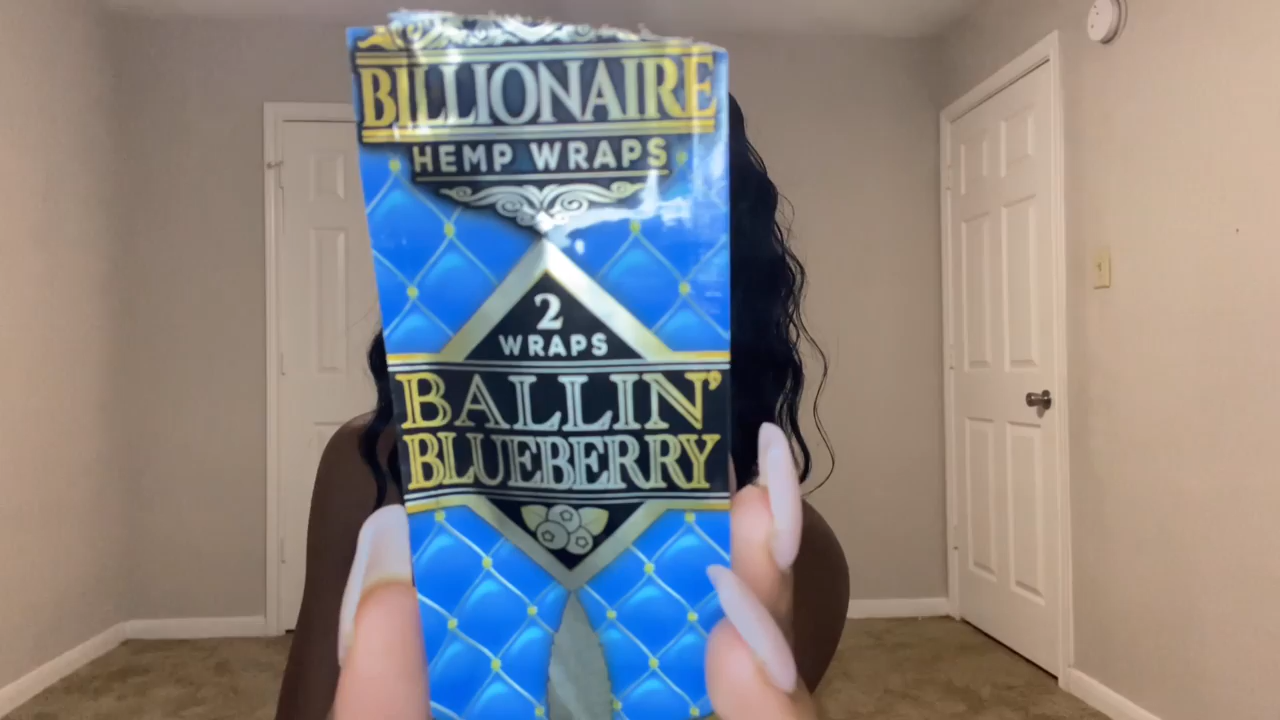 BILLIONAIRE
HEMP WRAPS
2
WRAPS
BALLIN'
BLUEBERRY